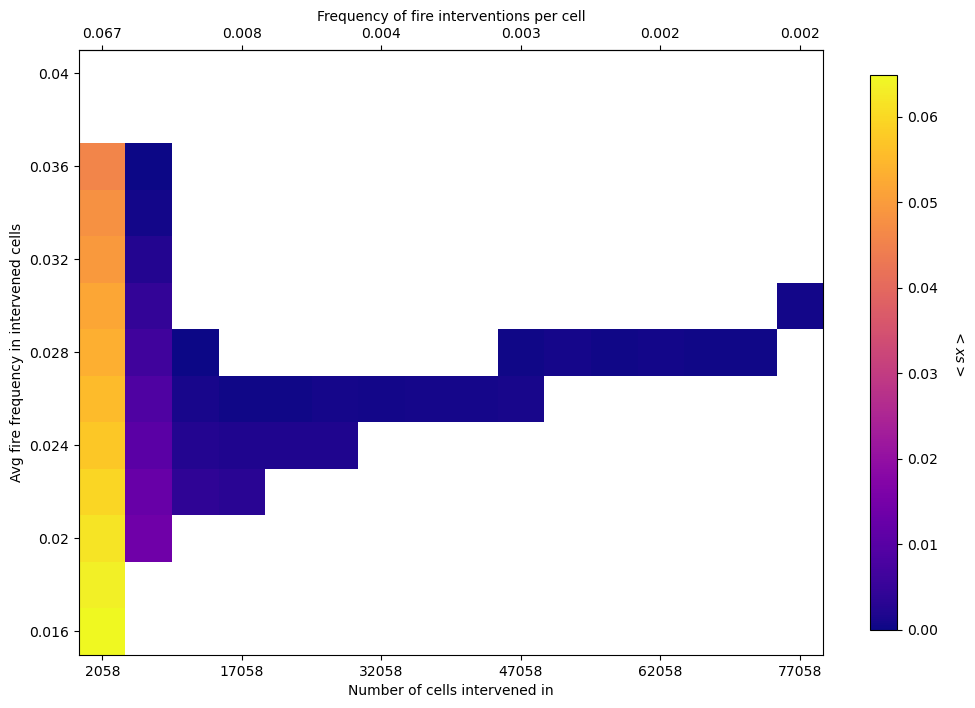 Frequency of fire interventions per cell
0.067 0.008 0.004 0.003 0.002 0.002
0.04
0.036
0.032
0.028
0.024
0.02
0.016
Avg fire frequency in intervened cells
2058 17058 32058 47058 62058 77058
Number of cells intervened in
0.06
0.05
0.04
0.03
0.02
0.01
0.00
< sx >